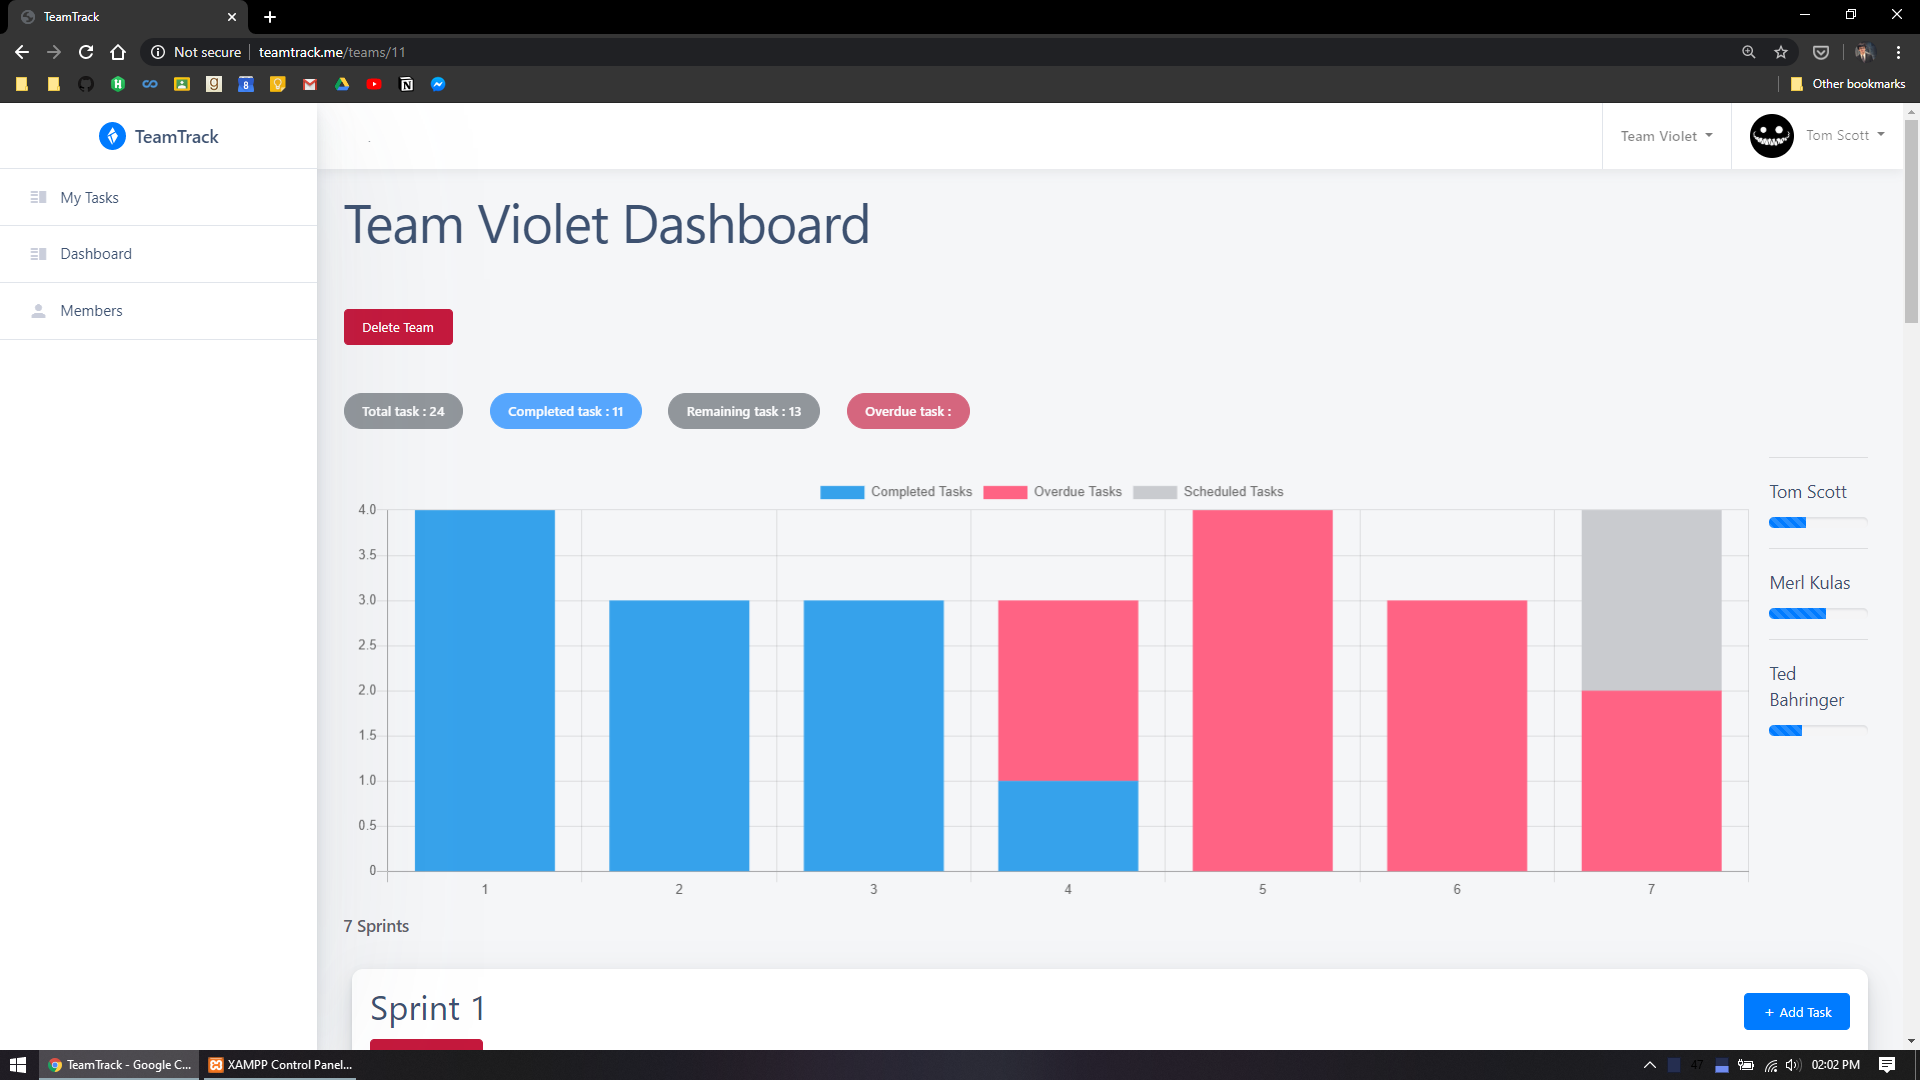 TeamTrack
Not secure
teamtrack.me/teams/11
Other bookmarks
TeamTrack
Team Violet
Tom Scott
My Tasks
Dashboard
Members
Team Violet Dashboard
Delete Team
Total task : 24
Completed task : 11
Remaining task : 13
Overdue task :
Completed Tasks
Overdue Tasks
Scheduled Tasks
4.0
3.5
3.0
2.5
2.0
1.5
1.0
0.5
0
1
2
3
4
5
6
7
Tom Scott
Merl Kulas
Ted
Bahringer
7 Sprints
Sprint 1
+ Add Task
TeamTrack - Google C...
XAMPP Control Panel...
47
02:02 PM